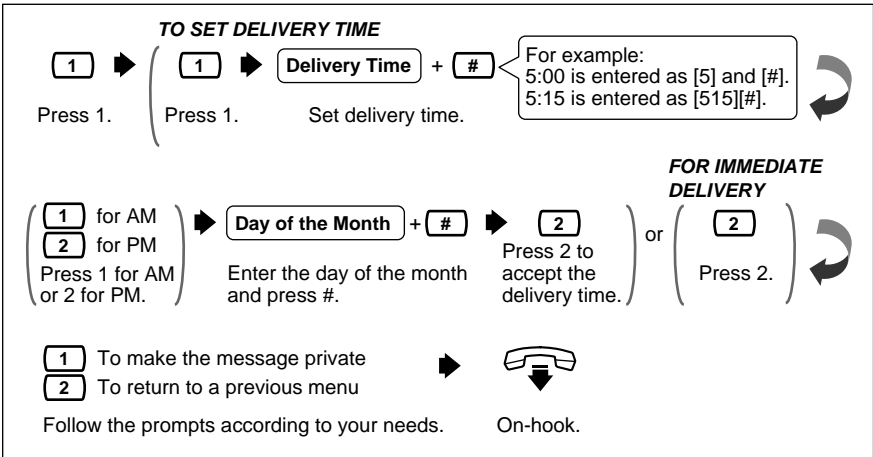 TO SET DELIVERY TIME
1 1 Delivery Time + #
For example:
5:00 is entered as [5] and [#].
5:15 is entered as [515][#].
Press 1. Press 1. Set delivery time.
FOR IMMEDIATE
DELIVERY
1 for AM
2 for PM
Press 1 for AM
or 2 for PM.
Day of the Month + #
Enter the day of the month
and press #.
2
Press 2 to
accept the
delivery time.
or
2
Press 2.
1 To make the message private
2 To return to a previous menu
Follow the prompts according to your needs. On-hook.